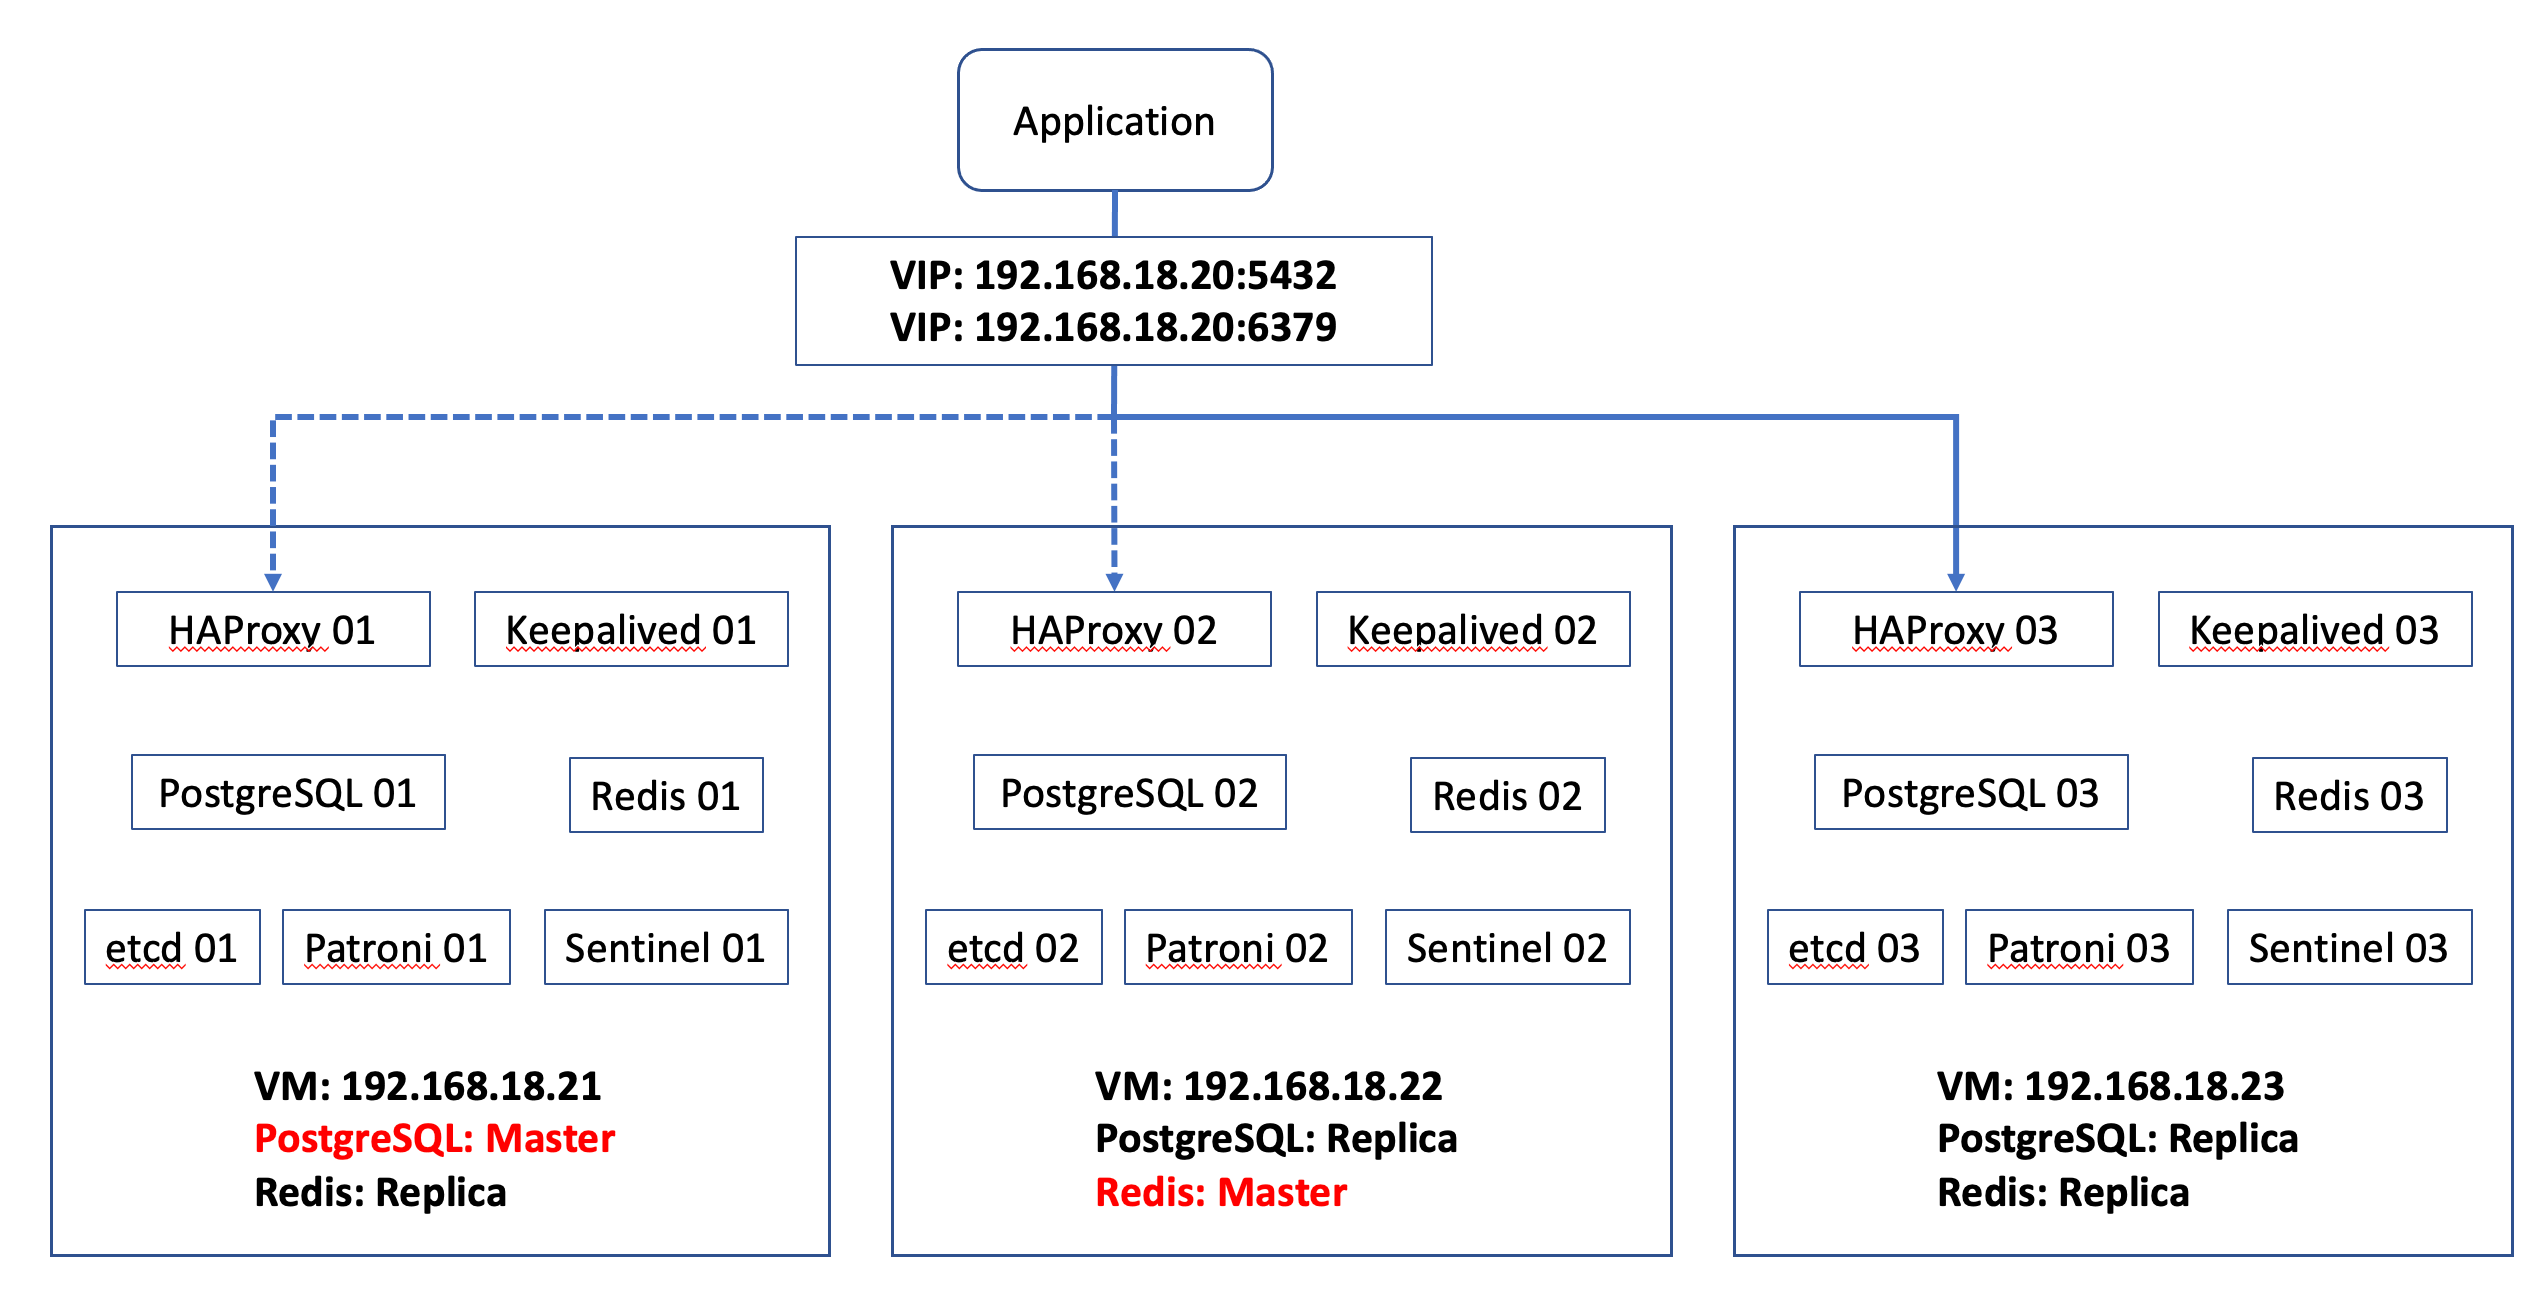 Application
VIP: 192.168.18.20:5432
VIP: 192.168.18.20:6379
HAProxy 01
Keepalived 01
PostgreSQL 01
Redis 01
etcd 01
Patroni 01
Sentinel 01
VM: 192.168.18.21
PostgreSQL: Master
Redis: Replica
HAProxy 02
Keepalived 02
PostgreSQL 02
Redis 02
etcd 02
Patroni 02
Sentinel 02
VM: 192.168.18.22
PostgreSQL: Replica
Redis: Master
HAProxy 03
Keepalived 03
PostgreSQL 03
Redis 03
etcd 03
Patroni 03
Sentinel 03
VM: 192.168.18.23
PostgreSQL: Replica
Redis: Replica